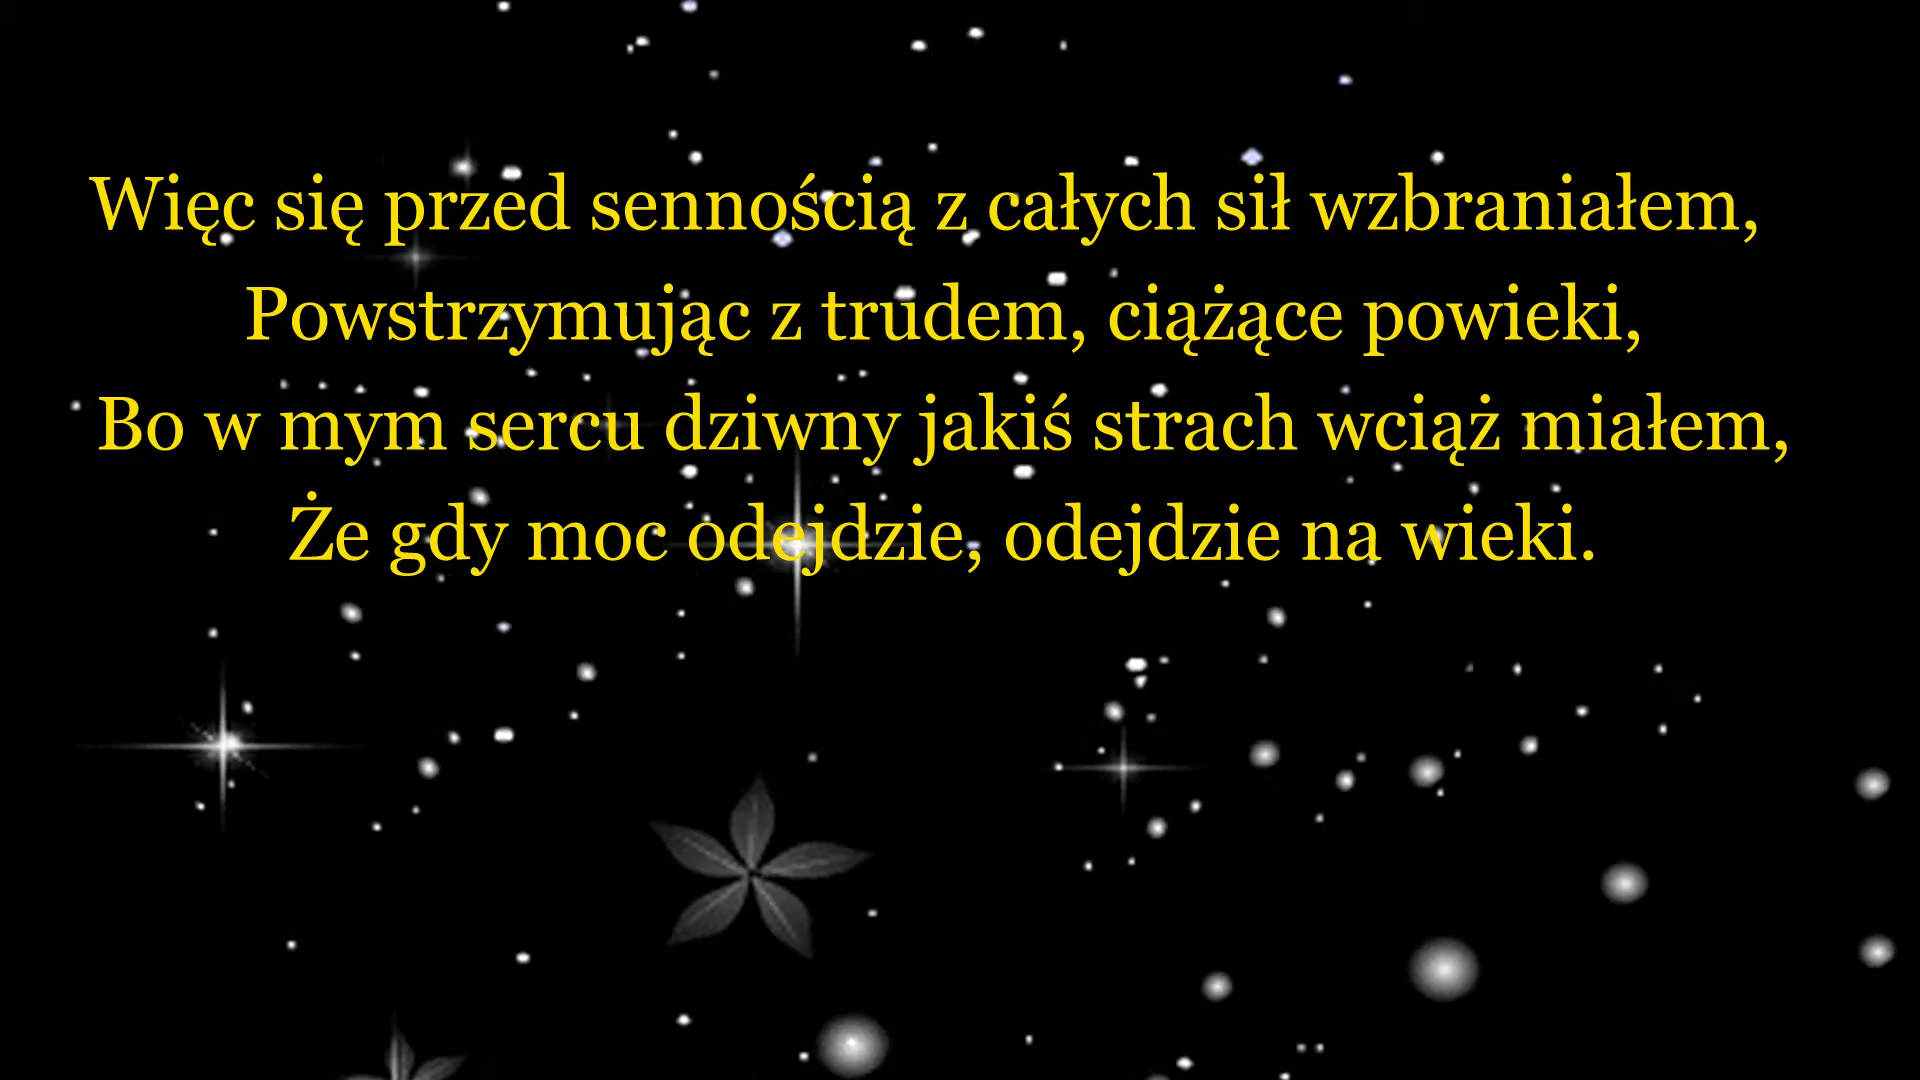 Więc się przed sennością z całych sił wzbraniałem,
Powstrzymując z trudem, ciążące powieki,
Bo w mym sercu dziwny jakiś strach wciąż miałem,
Że gdy moc odejdzie, odejdzie na wieki.